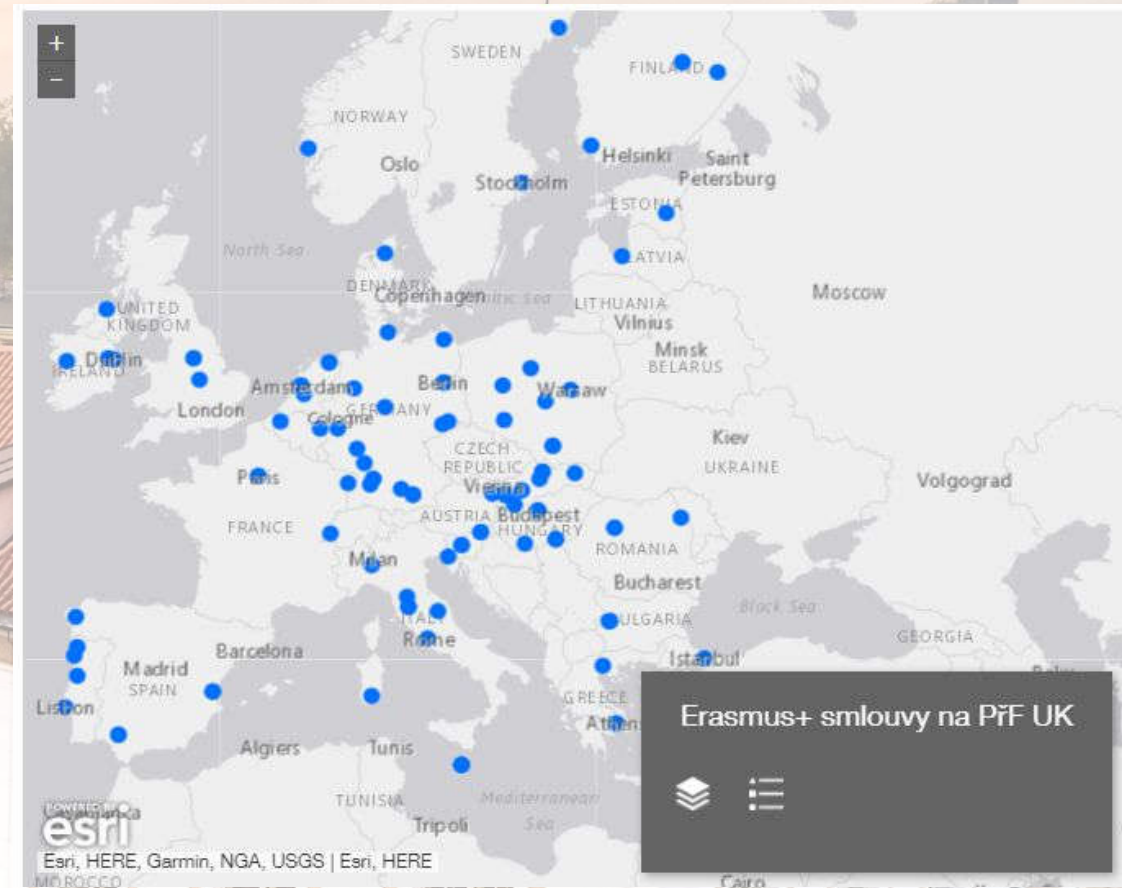 +
−
SWEDEN
FINLAND
NORWAY
Oslo
Helsinki
Saint
Petersburg
Stockholm
ESTONIA
North Sea
LATVIA
DENMARK
Copenhagen
Baltic Sea
LITHUANIA
Vilnius
Moscow
UNITED
KINGDOM
Minsk
BELARUS
Dublin
IRELAND
Amsterdam
Berlin
Warsaw
London
Cologne
GERMANY
Kiev
UKRAINE
CZECH
REPUBLIC
Paris
Vienna
Volgograd
AUSTRIA
Budapest
HUNGARY
FRANCE
ROMANIA
Milan
Bucharest
Black Sea
ITALY
BULGARIA
GEORGIA
Rome
Barcelona
Istanbul
Madrid
SPAIN
Baku
Lisbon
GREECE
Athens
Erasmus+ smlouvy na PřF UK
Algiers
Tunis
TUNISIA
Mediterranean
Sea
Casablanca
POWERED BY
esri
Tripoli
Esri, HERE, Garmin, NGA, USGS | Esri, HERE
MOROCCO
Cairo